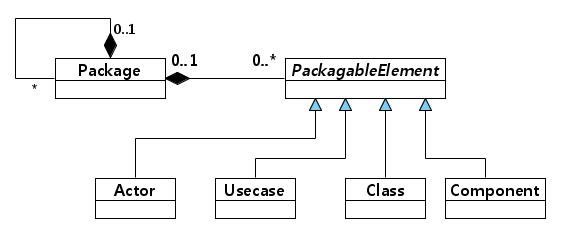 0..1
Package
*
0..1
0..*
PackagableElement
Actor
Usecase
Class
Component